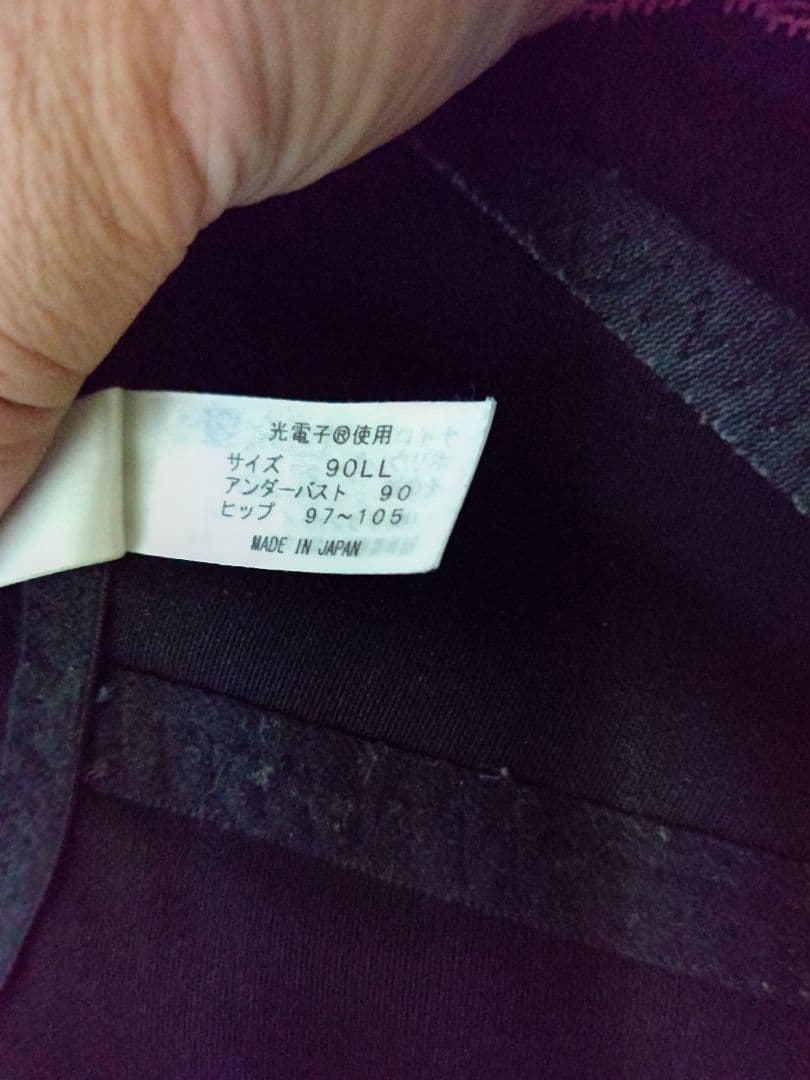 光電子®使用
サイズ 90LL
アンダーバスト 90
ヒップ 97～105
MADE IN JAPAN